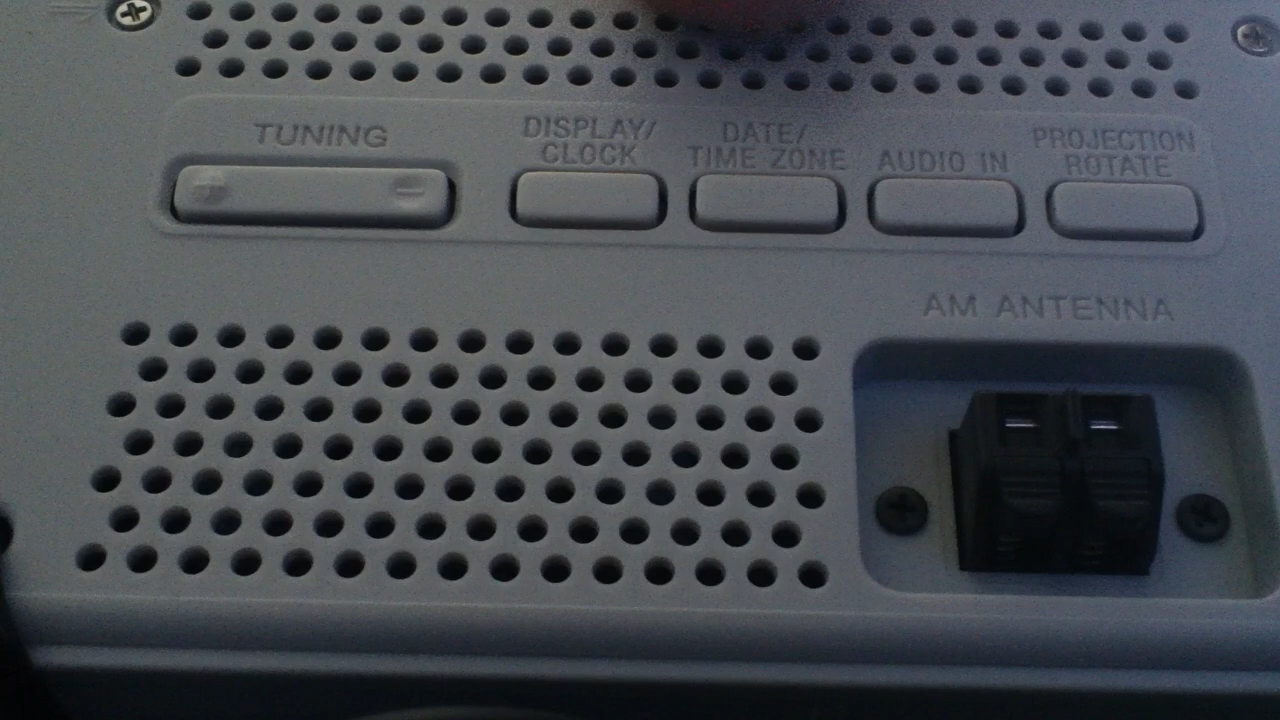 TUNING
+ -
DISPLAY/
CLOCK
DATE/
TIME ZONE
AUDIO IN
PROJECTION
ROTATE
AM ANTENNA